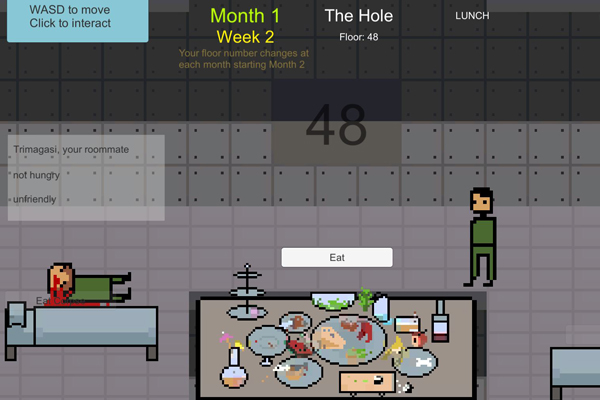 WASD to move
Click to interact
Month 1
Week 2
Your floor number changes at
each month starting Month 2
The Hole
Floor: 48
LUNCH
48
Trimagasi, your roommate
not hungry
unfriendly
Eat